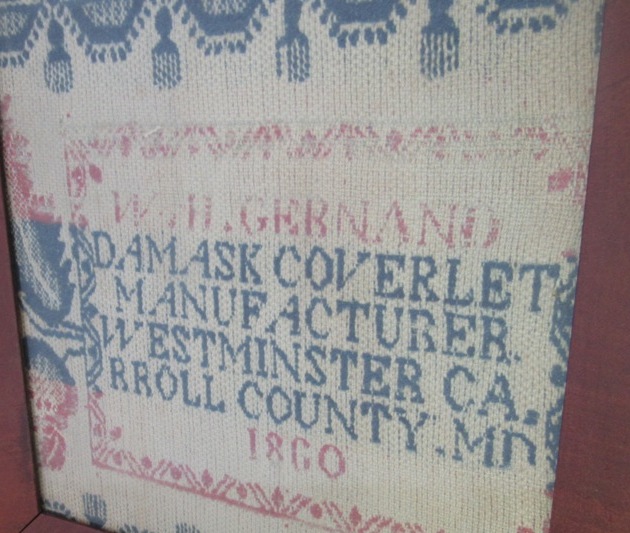 W.H.GERNAND
DAMASK COVERLET
MANUFACTURER.
WESTMINSTER CA.
RROLL COUNTY.MD
1860